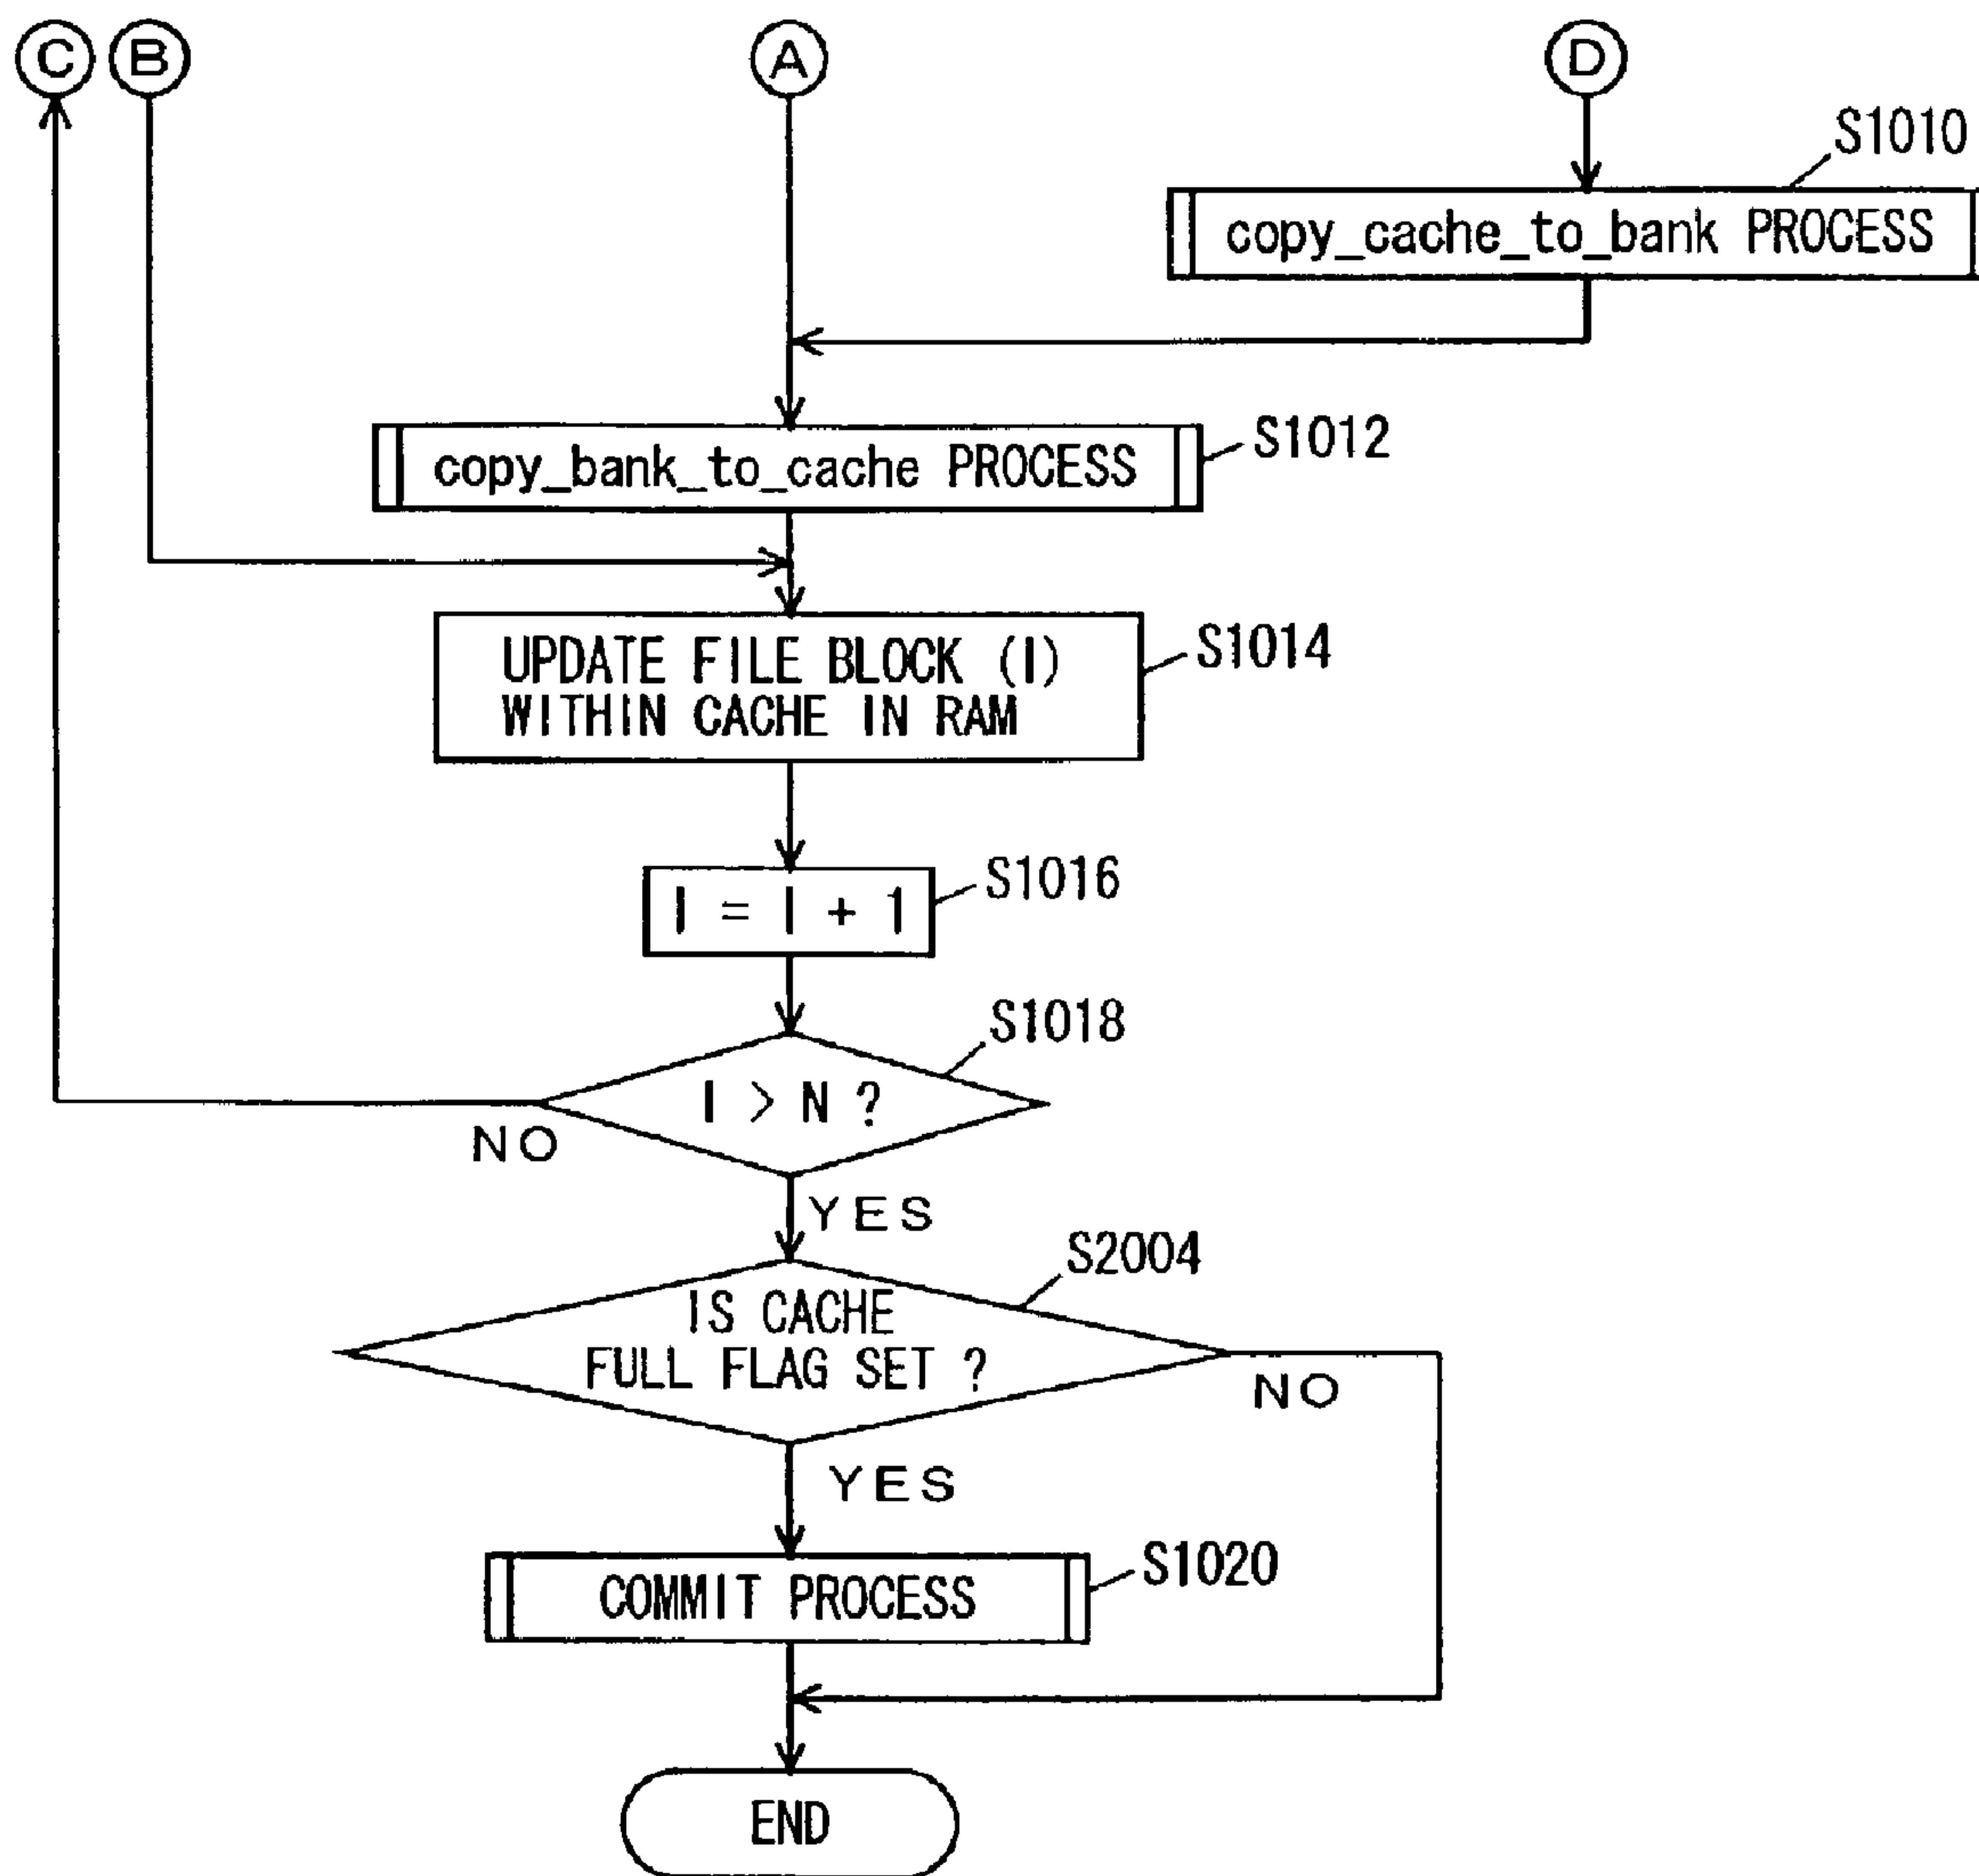 C
B
A
D
S1010
copy_cache_to_bank PROCESS
copy_bank_to_cache PROCESS
S1012
UPDATE FILE BLOCK (I)
WITHIN CACHE IN RAM
S1014
I = I + 1
S1016
I > N ?
S1018
NO
YES
IS CACHE
FULL FLAG SET ?
S2004
NO
YES
COMMIT PROCESS
S1020
END